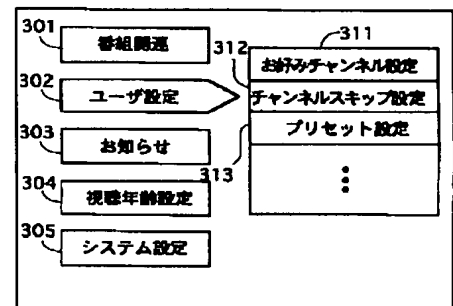 301
番組関連
302
ユーザ設定
303
お知らせ
304
視聴年齢設定
305
システム設定
311
お好みチャンネル設定
312
チャンネルスキップ設定
プリセット設定
313